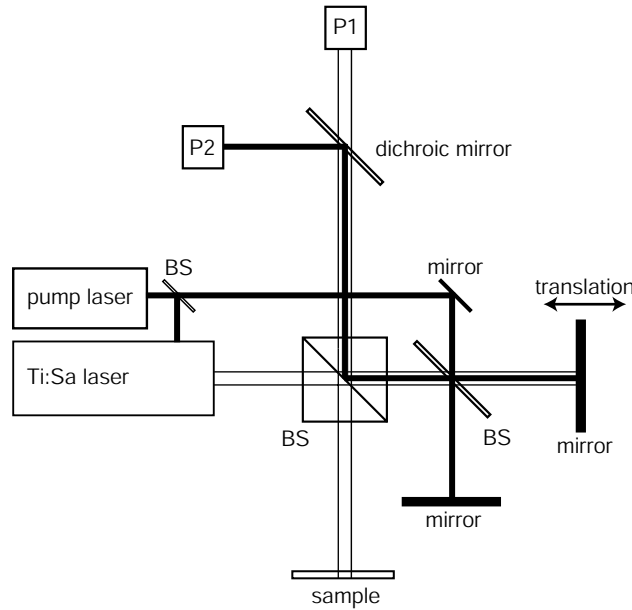 P1
P2
dichroic mirror
BS
mirror
translation
pump laser
Ti:Sa laser
BS
BS
mirror
mirror
sample